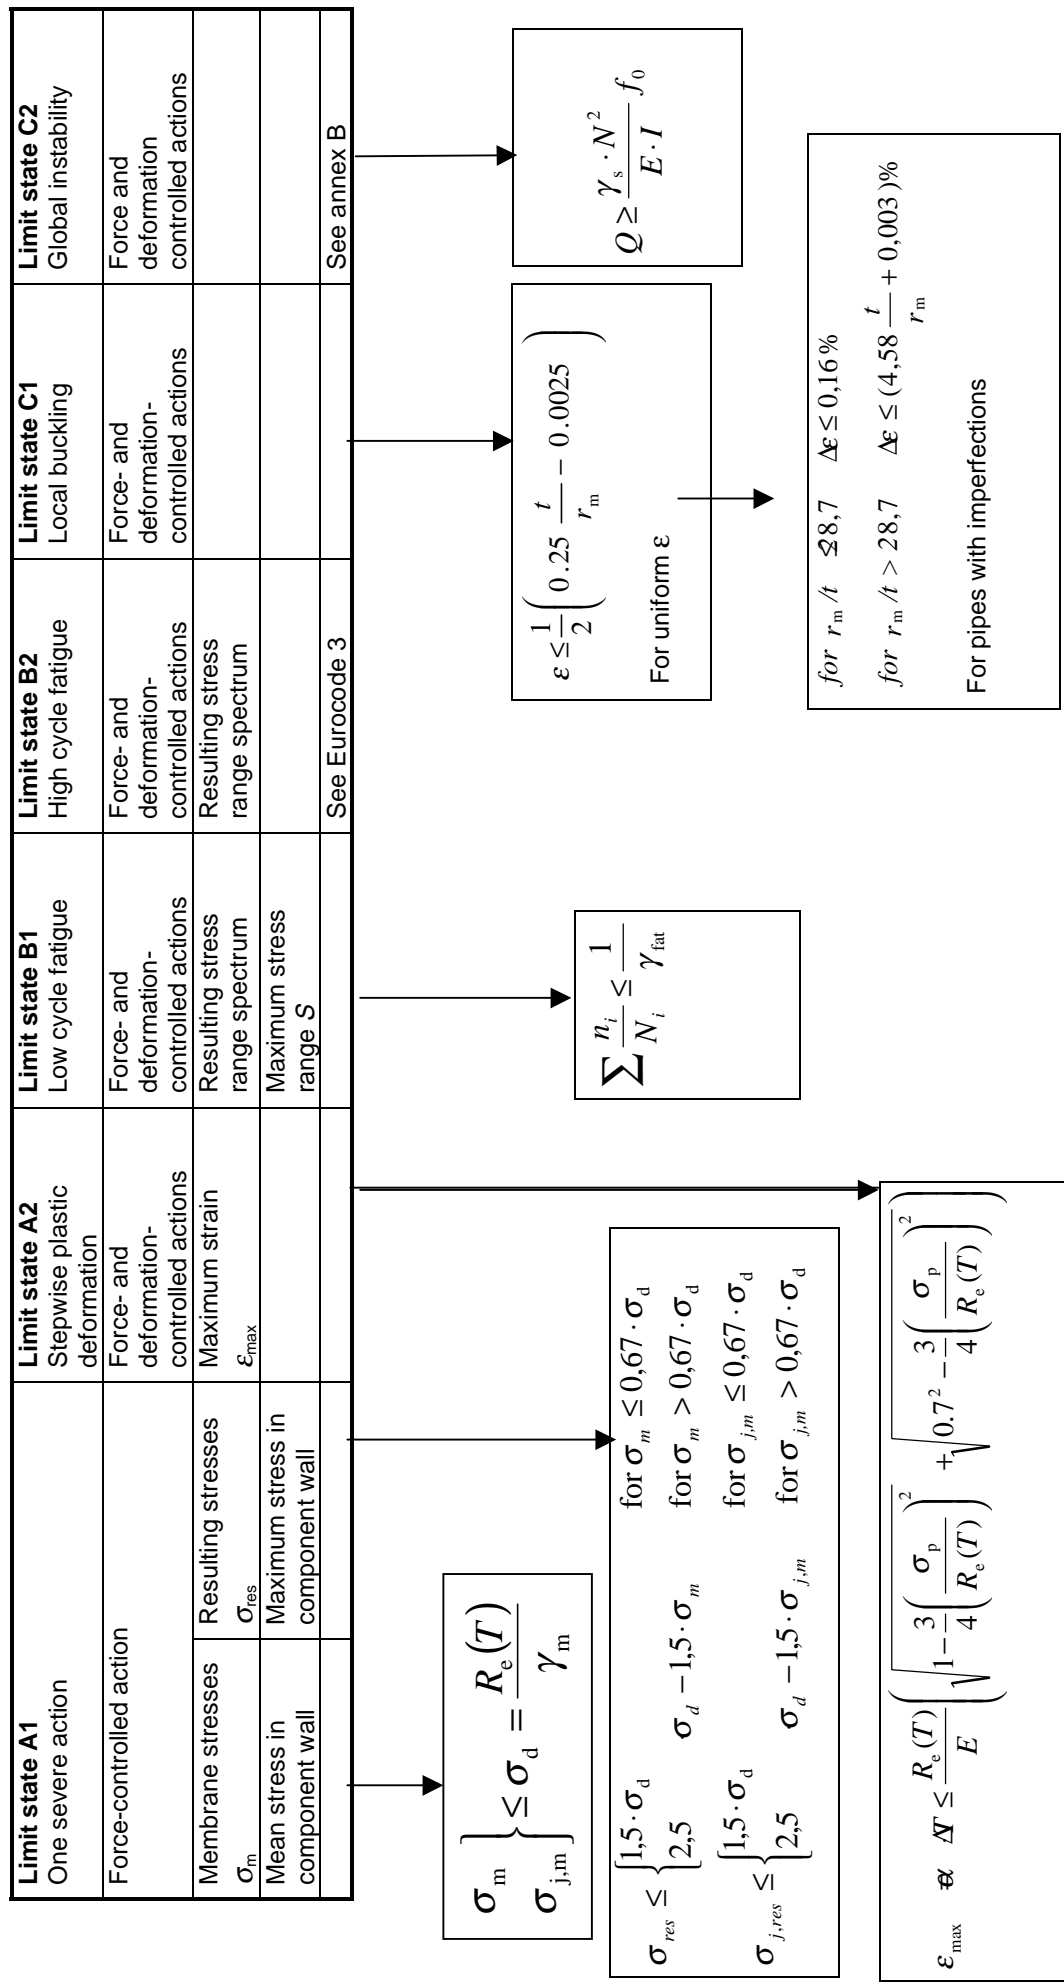 Limit state A1
One severe action
Limit state A2
Stepwise plastic
deformation
Limit state B1
Low cycle fatigue
Limit state B2
High cycle fatigue
Limit state C1
Local buckling
Limit state C2
Global instability
Force-controlled action
Force- and
deformation-
controlled actions
Force- and
deformation-
controlled actions
Force- and
deformation-
controlled actions
Force- and
deformation-
controlled actions
Force and
deformation
controlled actions
Membrane stresses
σm
Resulting stresses
σres
Maximum strain
εmax
Resulting stress
range spectrum
Resulting stress
range spectrum
Mean stress in
component wall
Maximum stress in
component wall
Maximum stress
range S
See Eurocode 3
See annex B
σm
σj,m } ≤ σd = Re(T) / γm
σres ≤ { 1,5·σd for σm ≤ 0,67·σd
2,5 σd − 1,5·σm for σm > 0,67·σd
σj,res ≤ { 1,5·σd for σj,m ≤ 0,67·σd
2,5 σd − 1,5·σj,m for σj,m > 0,67·σd
εmax = α ΔT ≤ Re(T)/E ( √(1 − 3/4 (σp/Re(T))²) + √(0.7² − 3/4 (σp/Re(T))²) )
∑ ni/Ni ≤ 1/γfat
ε ≤ 1/2 ( 0.25 t/rm − 0.0025 )
For uniform ε
for rm/t ≤ 28,7 Δε ≤ 0,16%
for rm/t > 28,7 Δε ≤ (4,58 t/rm + 0,003)%
For pipes with imperfections
Q ≥ γs·N² / E·I f0